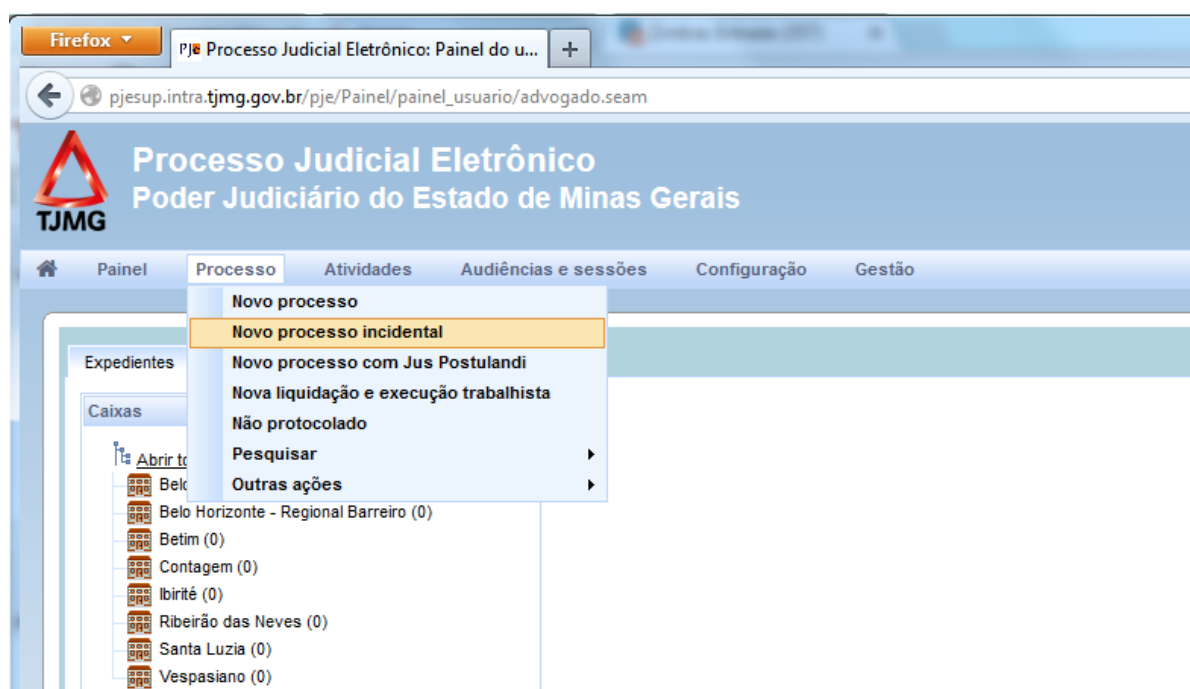 Firefox
PJe Processo Judicial Eletrônico: Painel do u...
pjesup.intra.tjmg.gov.br/pje/Painel/painel_usuario/advogado.seam
TJMG
Processo Judicial Eletrônico
Poder Judiciário do Estado de Minas Gerais
Painel Processo Atividades Audiências e sessões Configuração Gestão
Novo processo
Novo processo incidental
Novo processo com Jus Postulandi
Nova liquidação e execução trabalhista
Não protocolado
Pesquisar
Outras ações
Expedientes
Caixas
Abrir to
Belo Horizonte - Regional Barreiro (0)
Betim (0)
Contagem (0)
Ibirité (0)
Ribeirão das Neves (0)
Santa Luzia (0)
Vespasiano (0)